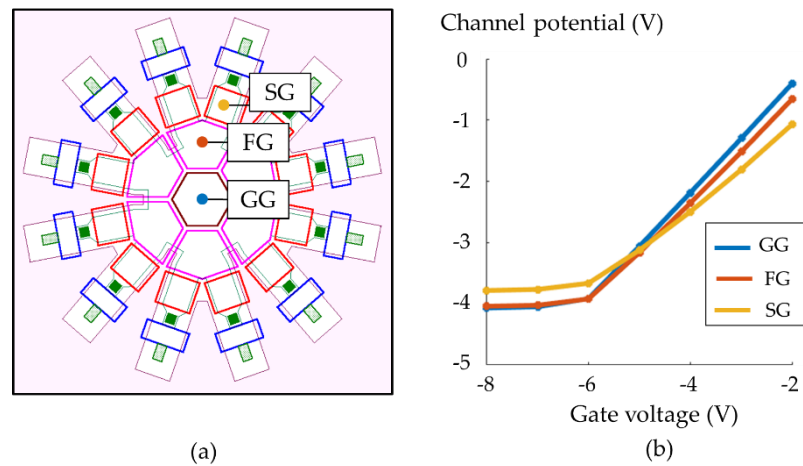 SG
FG
GG
(a)
Channel potential (V)
0
-1
-2
-3
-4
-5
GG
FG
SG
-8
-6
-4
-2
Gate voltage (V)
(b)